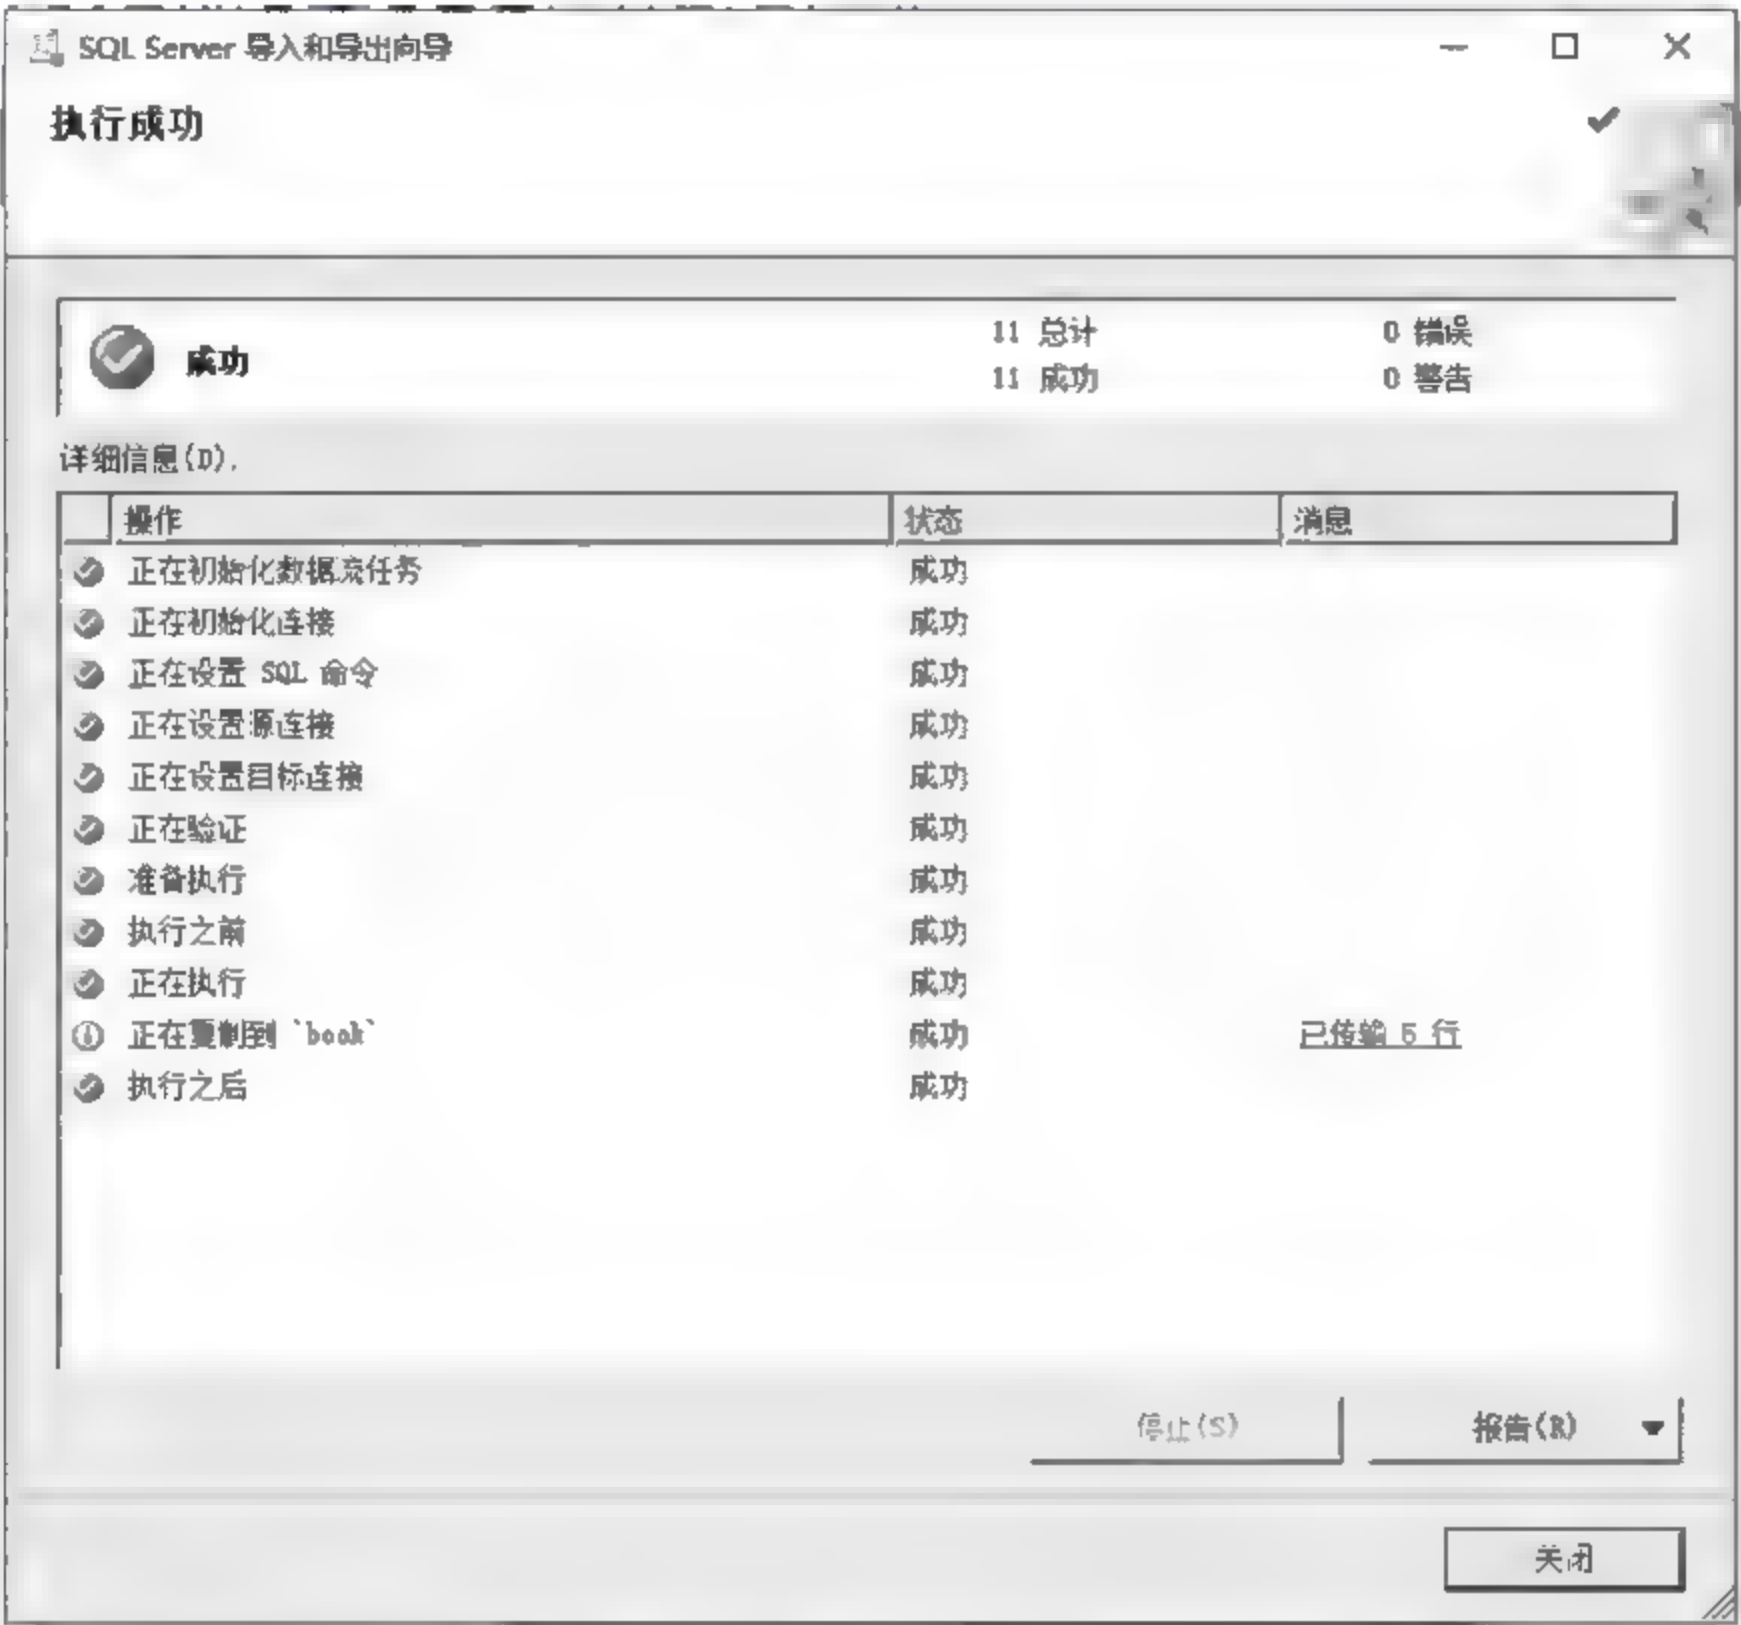 SQL Server 导入和导出向导
执行成功
成功
11 总计
0 错误
11 成功
0 警告
详细信息(D).
操作 状态 消息
正在初始化数据流任务 成功
正在初始化连接 成功
正在设置 SQL 命令 成功
正在设置源连接 成功
正在设置目标连接 成功
正在验证 成功
准备执行 成功
执行之前 成功
正在执行 成功
正在复制到 `book` 成功 已传输 5 行
执行之后 成功
停止(S) 报告(R)
关闭